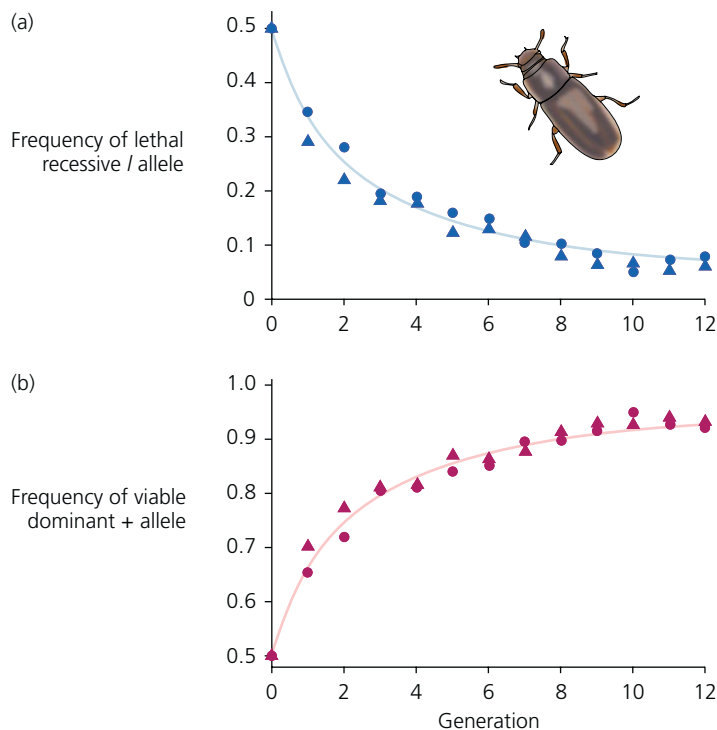 (a)
0.5
0.3
0.3
0.2
0.1
0
Frequency of lethal
recessive l allele
0 2 4 6 8 10 12
(b)
1.0
0.9
0.8
0.7
0.6
0.5
Frequency of viable
dominant + allele
0 2 4 6 8 10 12
Generation